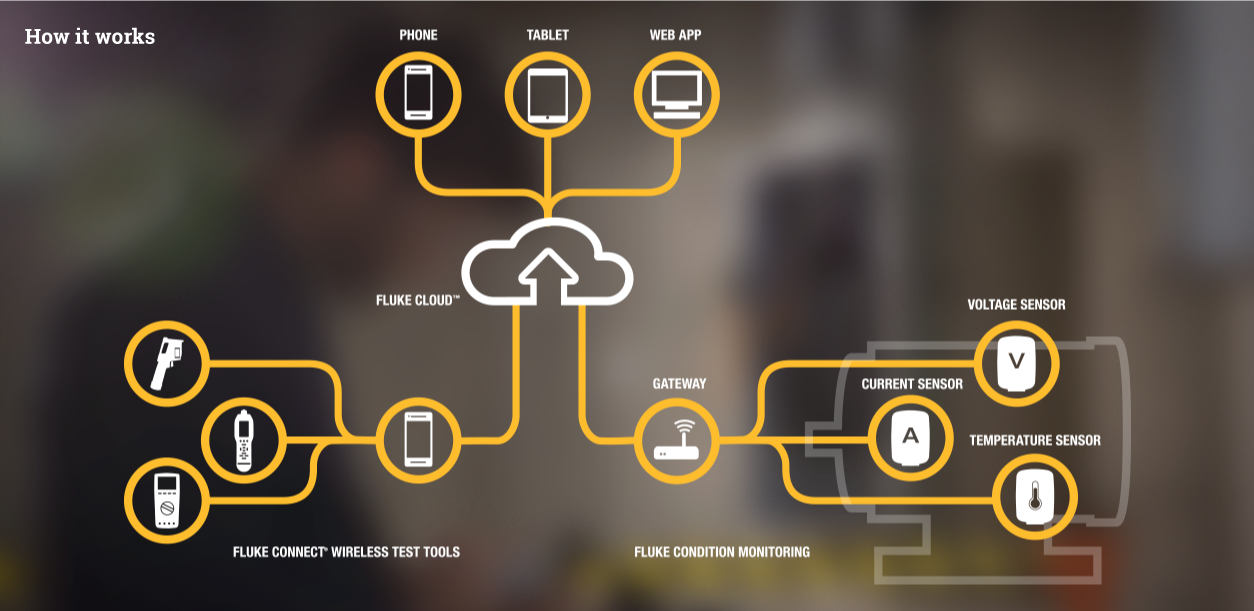 How it works
PHONE
TABLET
WEB APP
FLUKE CLOUD™
VOLTAGE SENSOR
V
GATEWAY
CURRENT SENSOR
A
TEMPERATURE SENSOR
FLUKE CONNECT® WIRELESS TEST TOOLS
FLUKE CONDITION MONITORING